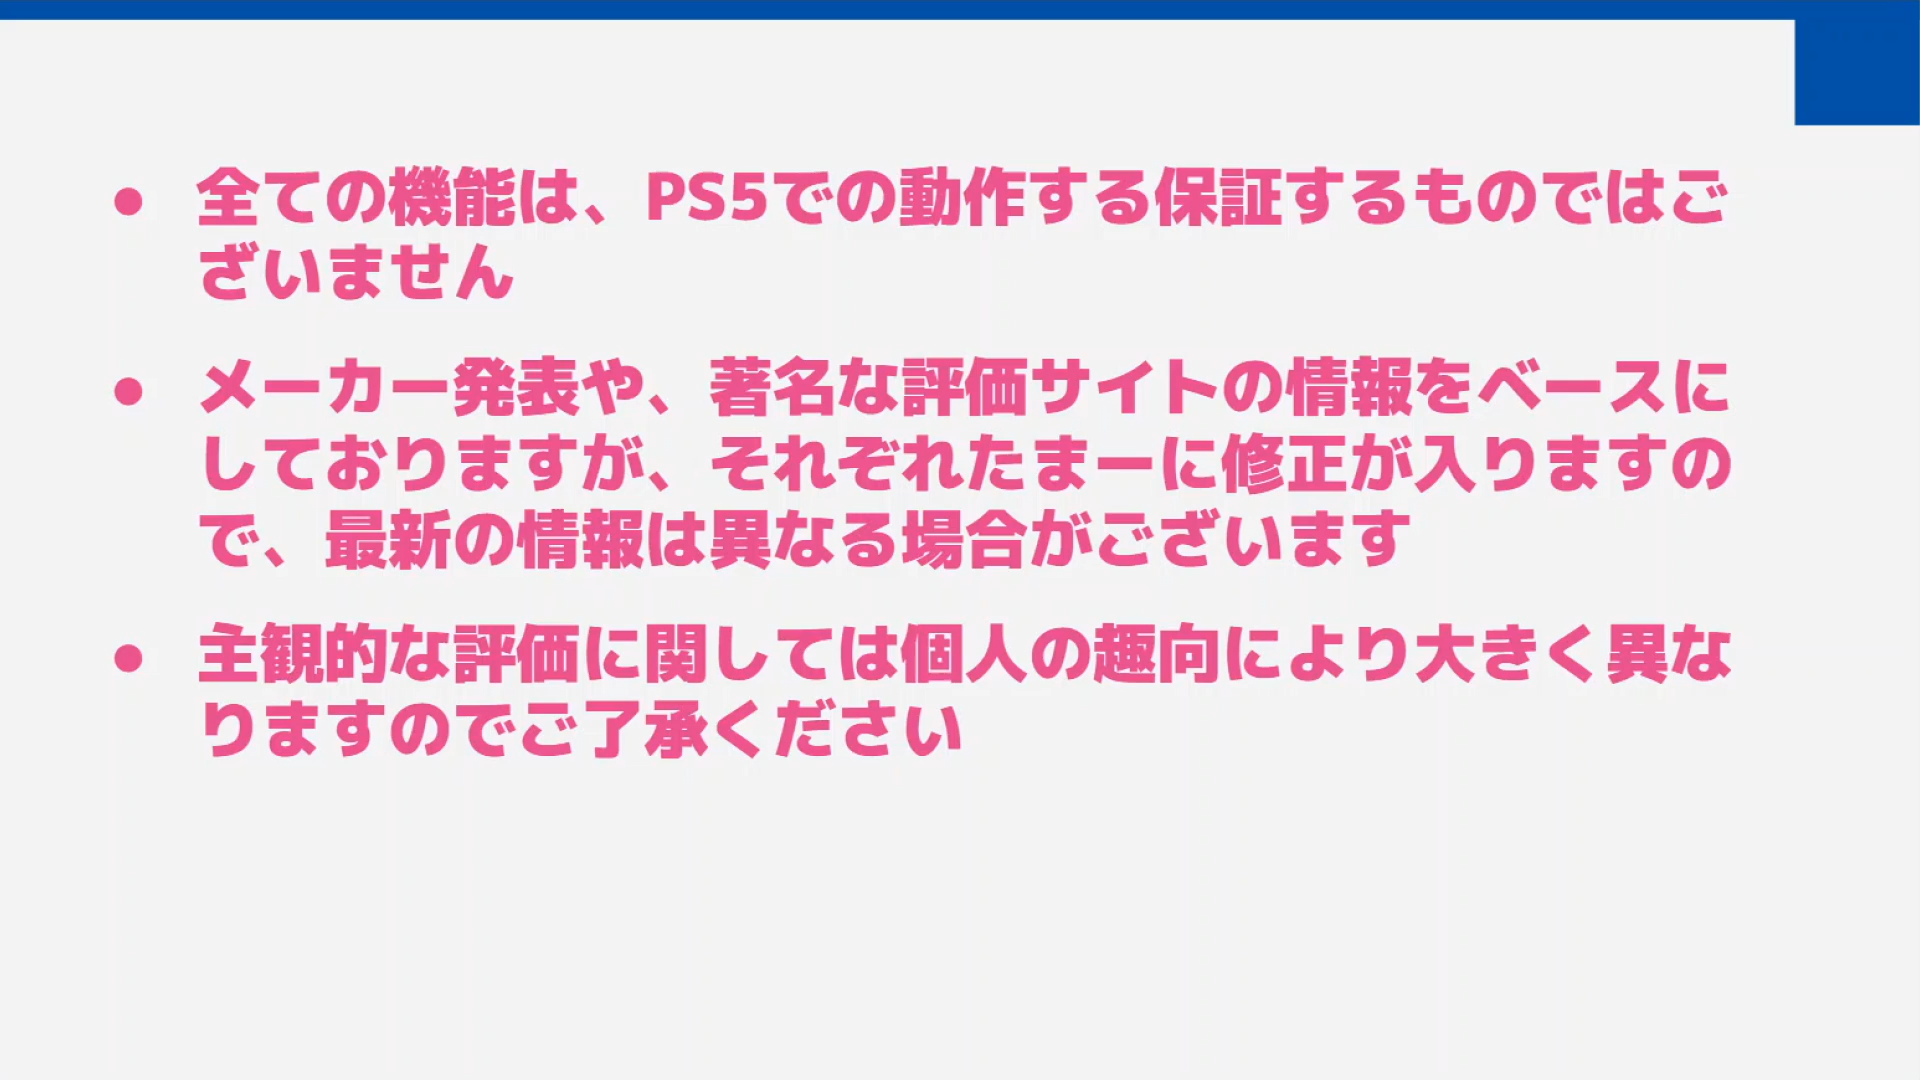 ● 全ての機能は、PS5での動作する保証するものではご
ざいません
● メーカー発表や、著名な評価サイトの情報をベースに
しておりますが、それぞれたまーに修正が入りますの
で、最新の情報は異なる場合がございます
● 主観的な評価に関しては個人の趣向により大きく異な
りますのでご了承ください